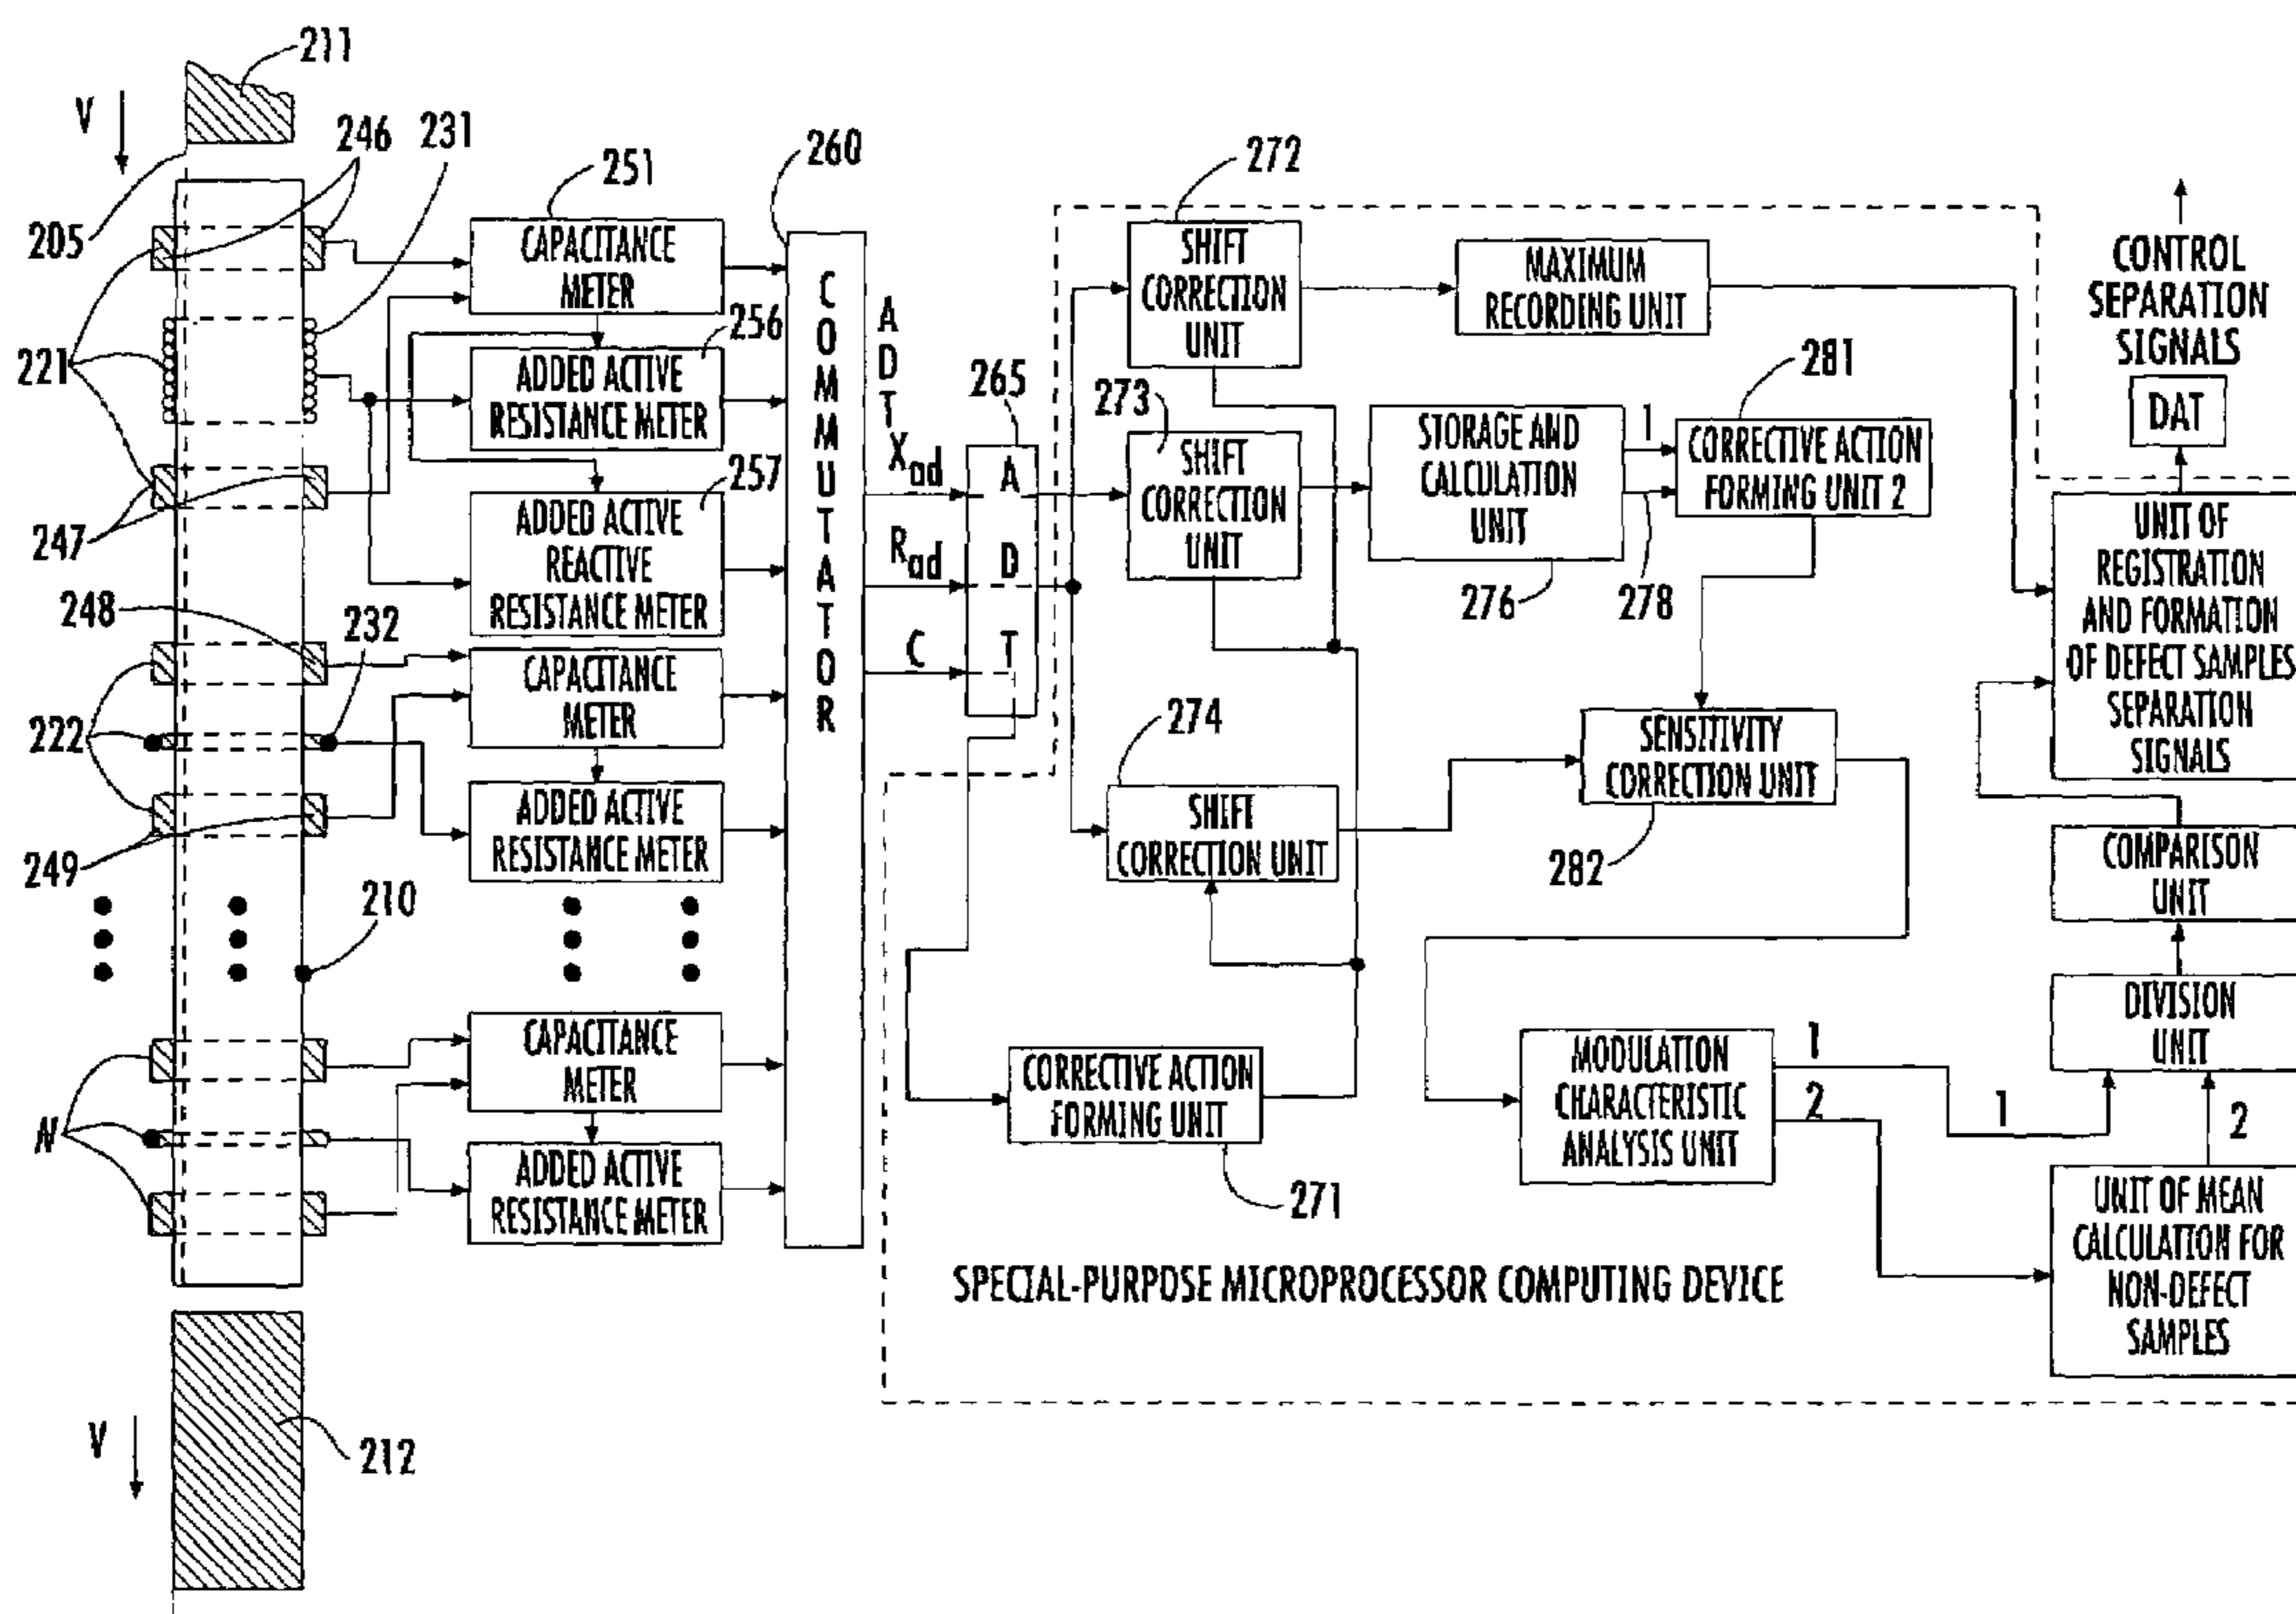 211
V
246
231
205
221
247
248
232
222
249
210
N
V
212
251
CAPACITANCE
METER
256
ADDED ACTIVE
RESISTANCE METER
257
ADDED ACTIVE
REACTIVE
RESISTANCE METER
CAPACITANCE
METER
ADDED ACTIVE
RESISTANCE METER
CAPACITANCE
METER
ADDED ACTIVE
RESISTANCE METER
260
COMMUTATOR
ADT
Xad
Rad
C
265
A
D
T
272
SHIFT
CORRECTION
UNIT
MAXIMUM
RECORDING UNIT
273
SHIFT
CORRECTION
UNIT
STORAGE AND
CALCULATION
UNIT
276
1
278
281
CORRECTIVE ACTION
FORMING UNIT 2
274
SHIFT
CORRECTION UNIT
SENSITIVITY
CORRECTION UNIT
282
CORRECTIVE ACTION
FORMING UNIT
271
MODULATION
CHARACTERISTIC
ANALYSIS UNIT
1
2
1
2
SPECIAL-PURPOSE MICROPROCESSOR COMPUTING DEVICE
CONTROL
SEPARATION
SIGNALS
DAT
UNIT OF
REGISTRATION
AND FORMATION
OF DEFECT SAMPLES
SEPARATION
SIGNALS
COMPARISON
UNIT
DIVISION
UNIT
UNIT OF MEAN
CALCULATION FOR
NON-DEFECT
SAMPLES